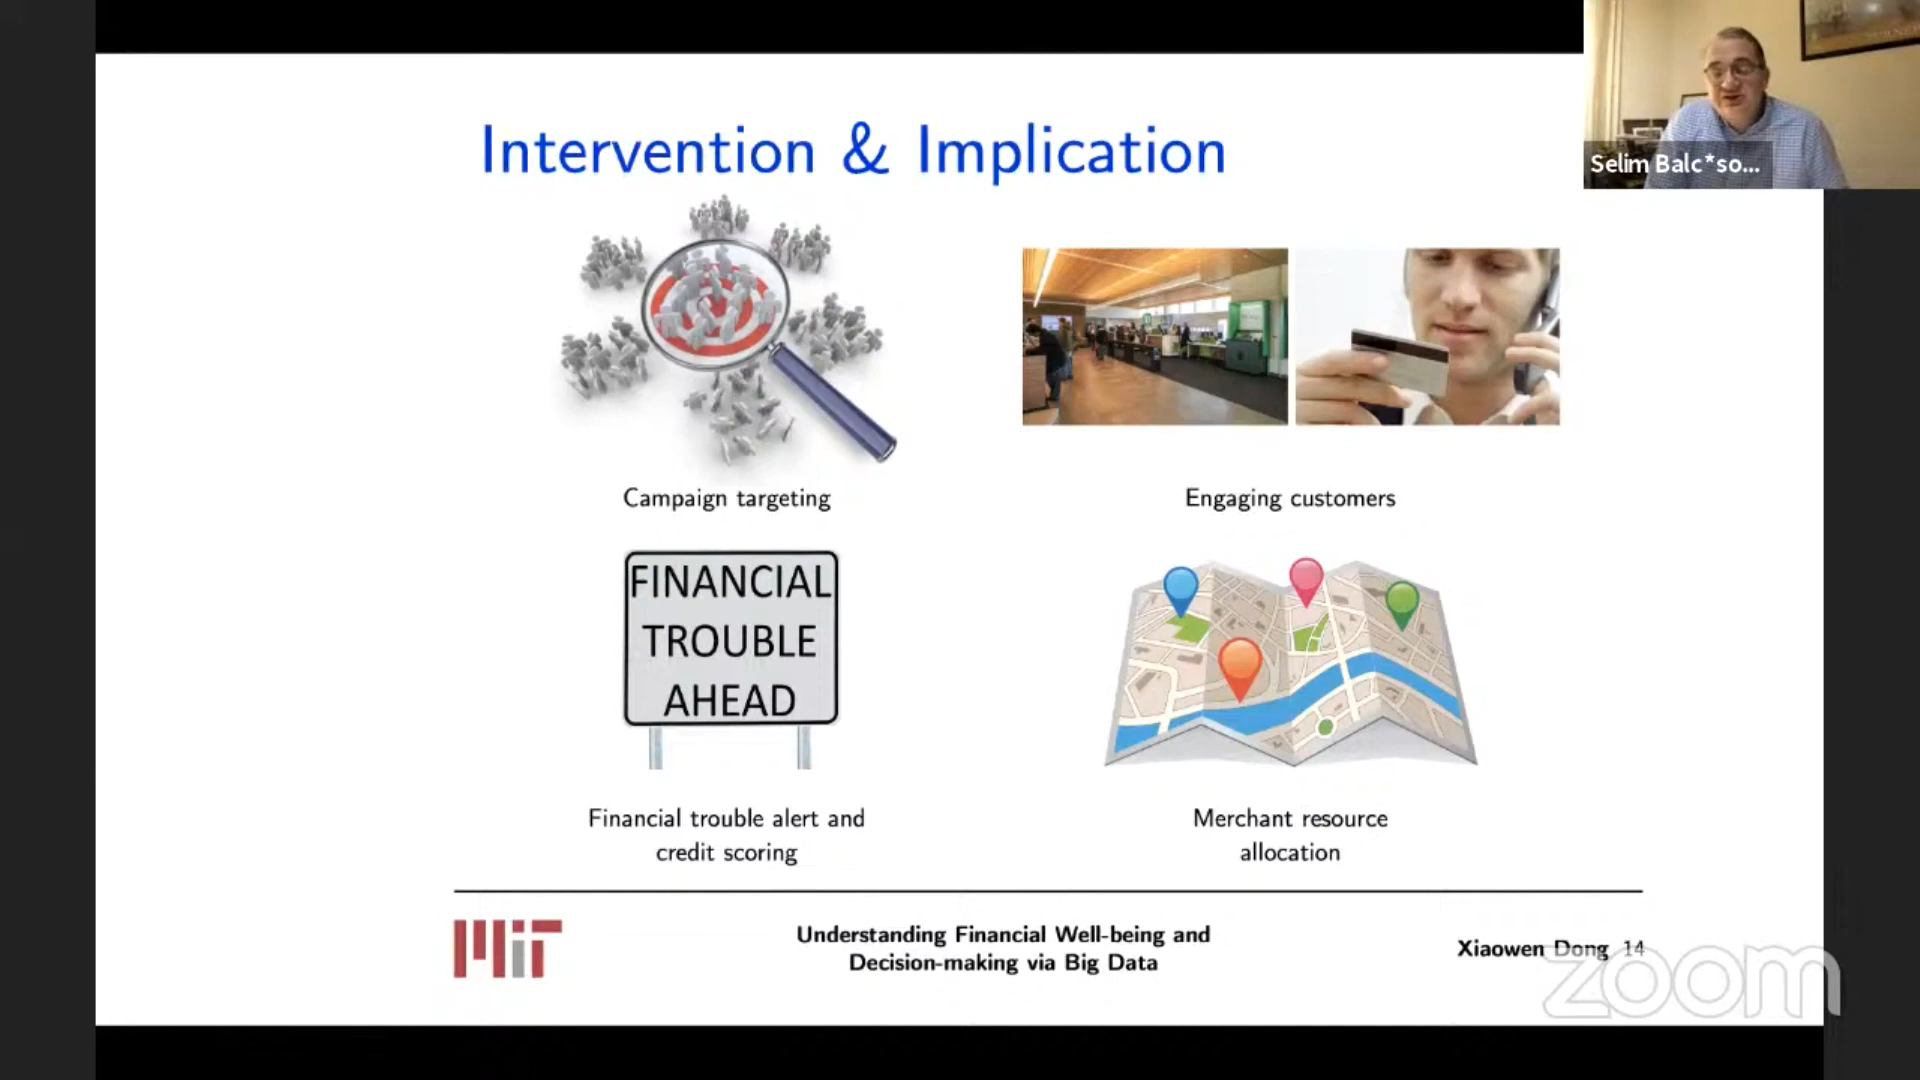 Intervention & Implication
Selim Balc*so...
Campaign targeting
Engaging customers
FINANCIAL
TROUBLE
AHEAD
Financial trouble alert and
credit scoring
Merchant resource
allocation
MIT
Understanding Financial Well-being and
Decision-making via Big Data
Xiaowen Dong 14
zoom